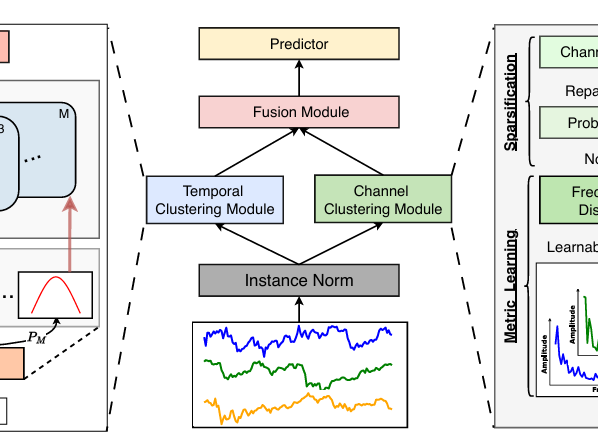 3
M
...
...
P_M
Predictor
Fusion Module
Temporal
Clustering Module
Channel
Clustering Module
Instance Norm
Sparsification
Metric Learning
Chann
Repa
Prob
No
Freq
Dis
Learnab
Amplitude
Amplitude
Fr